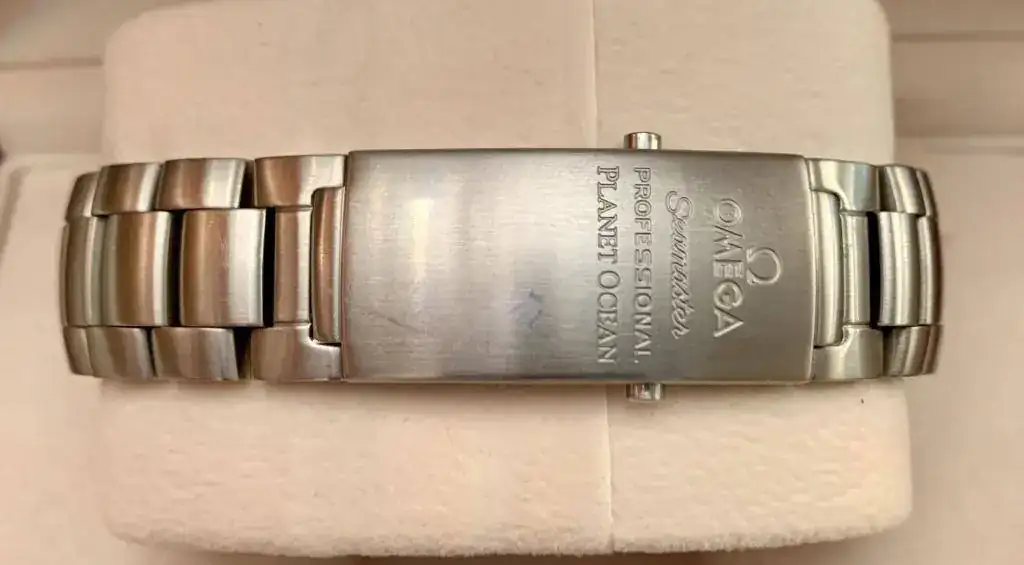 Ω
OMEGA
Seamaster
PROFESSIONAL
PLANET OCEAN